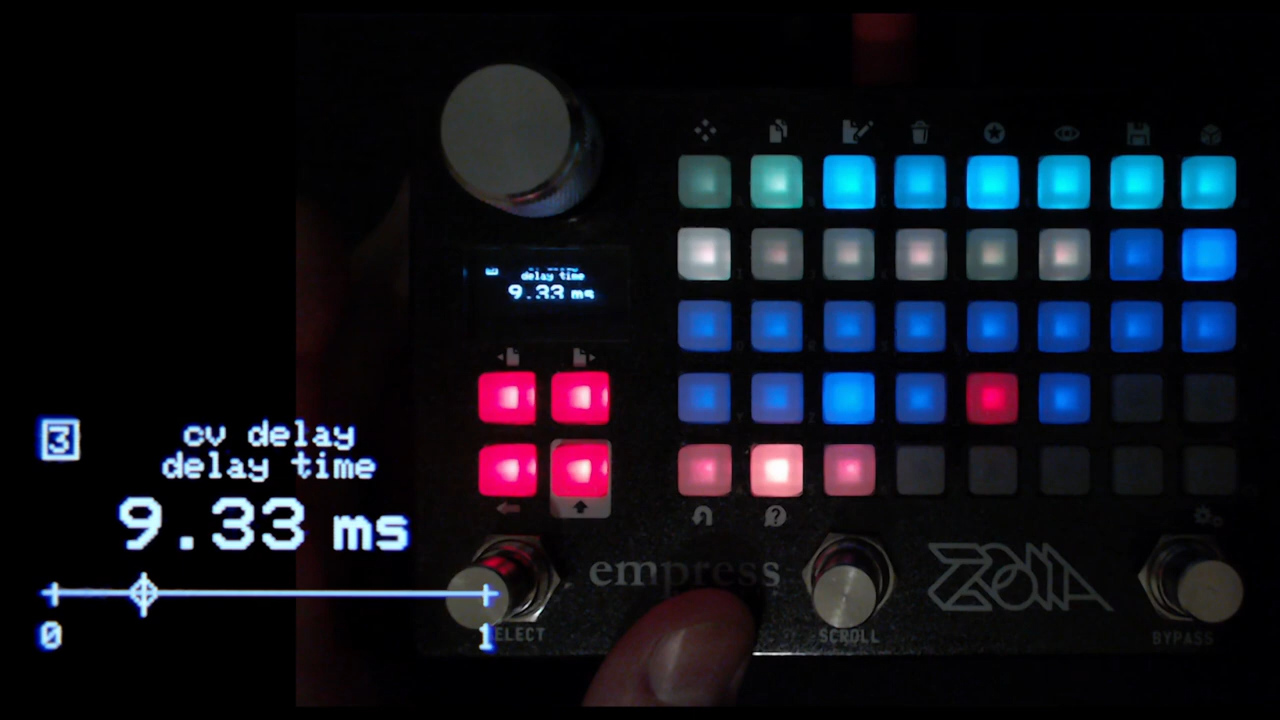 3
cv delay
delay time
9.33 ms
0
1
delay time
9.33 ms
empress
ZOIA
SELECT
SCROLL
BYPASS